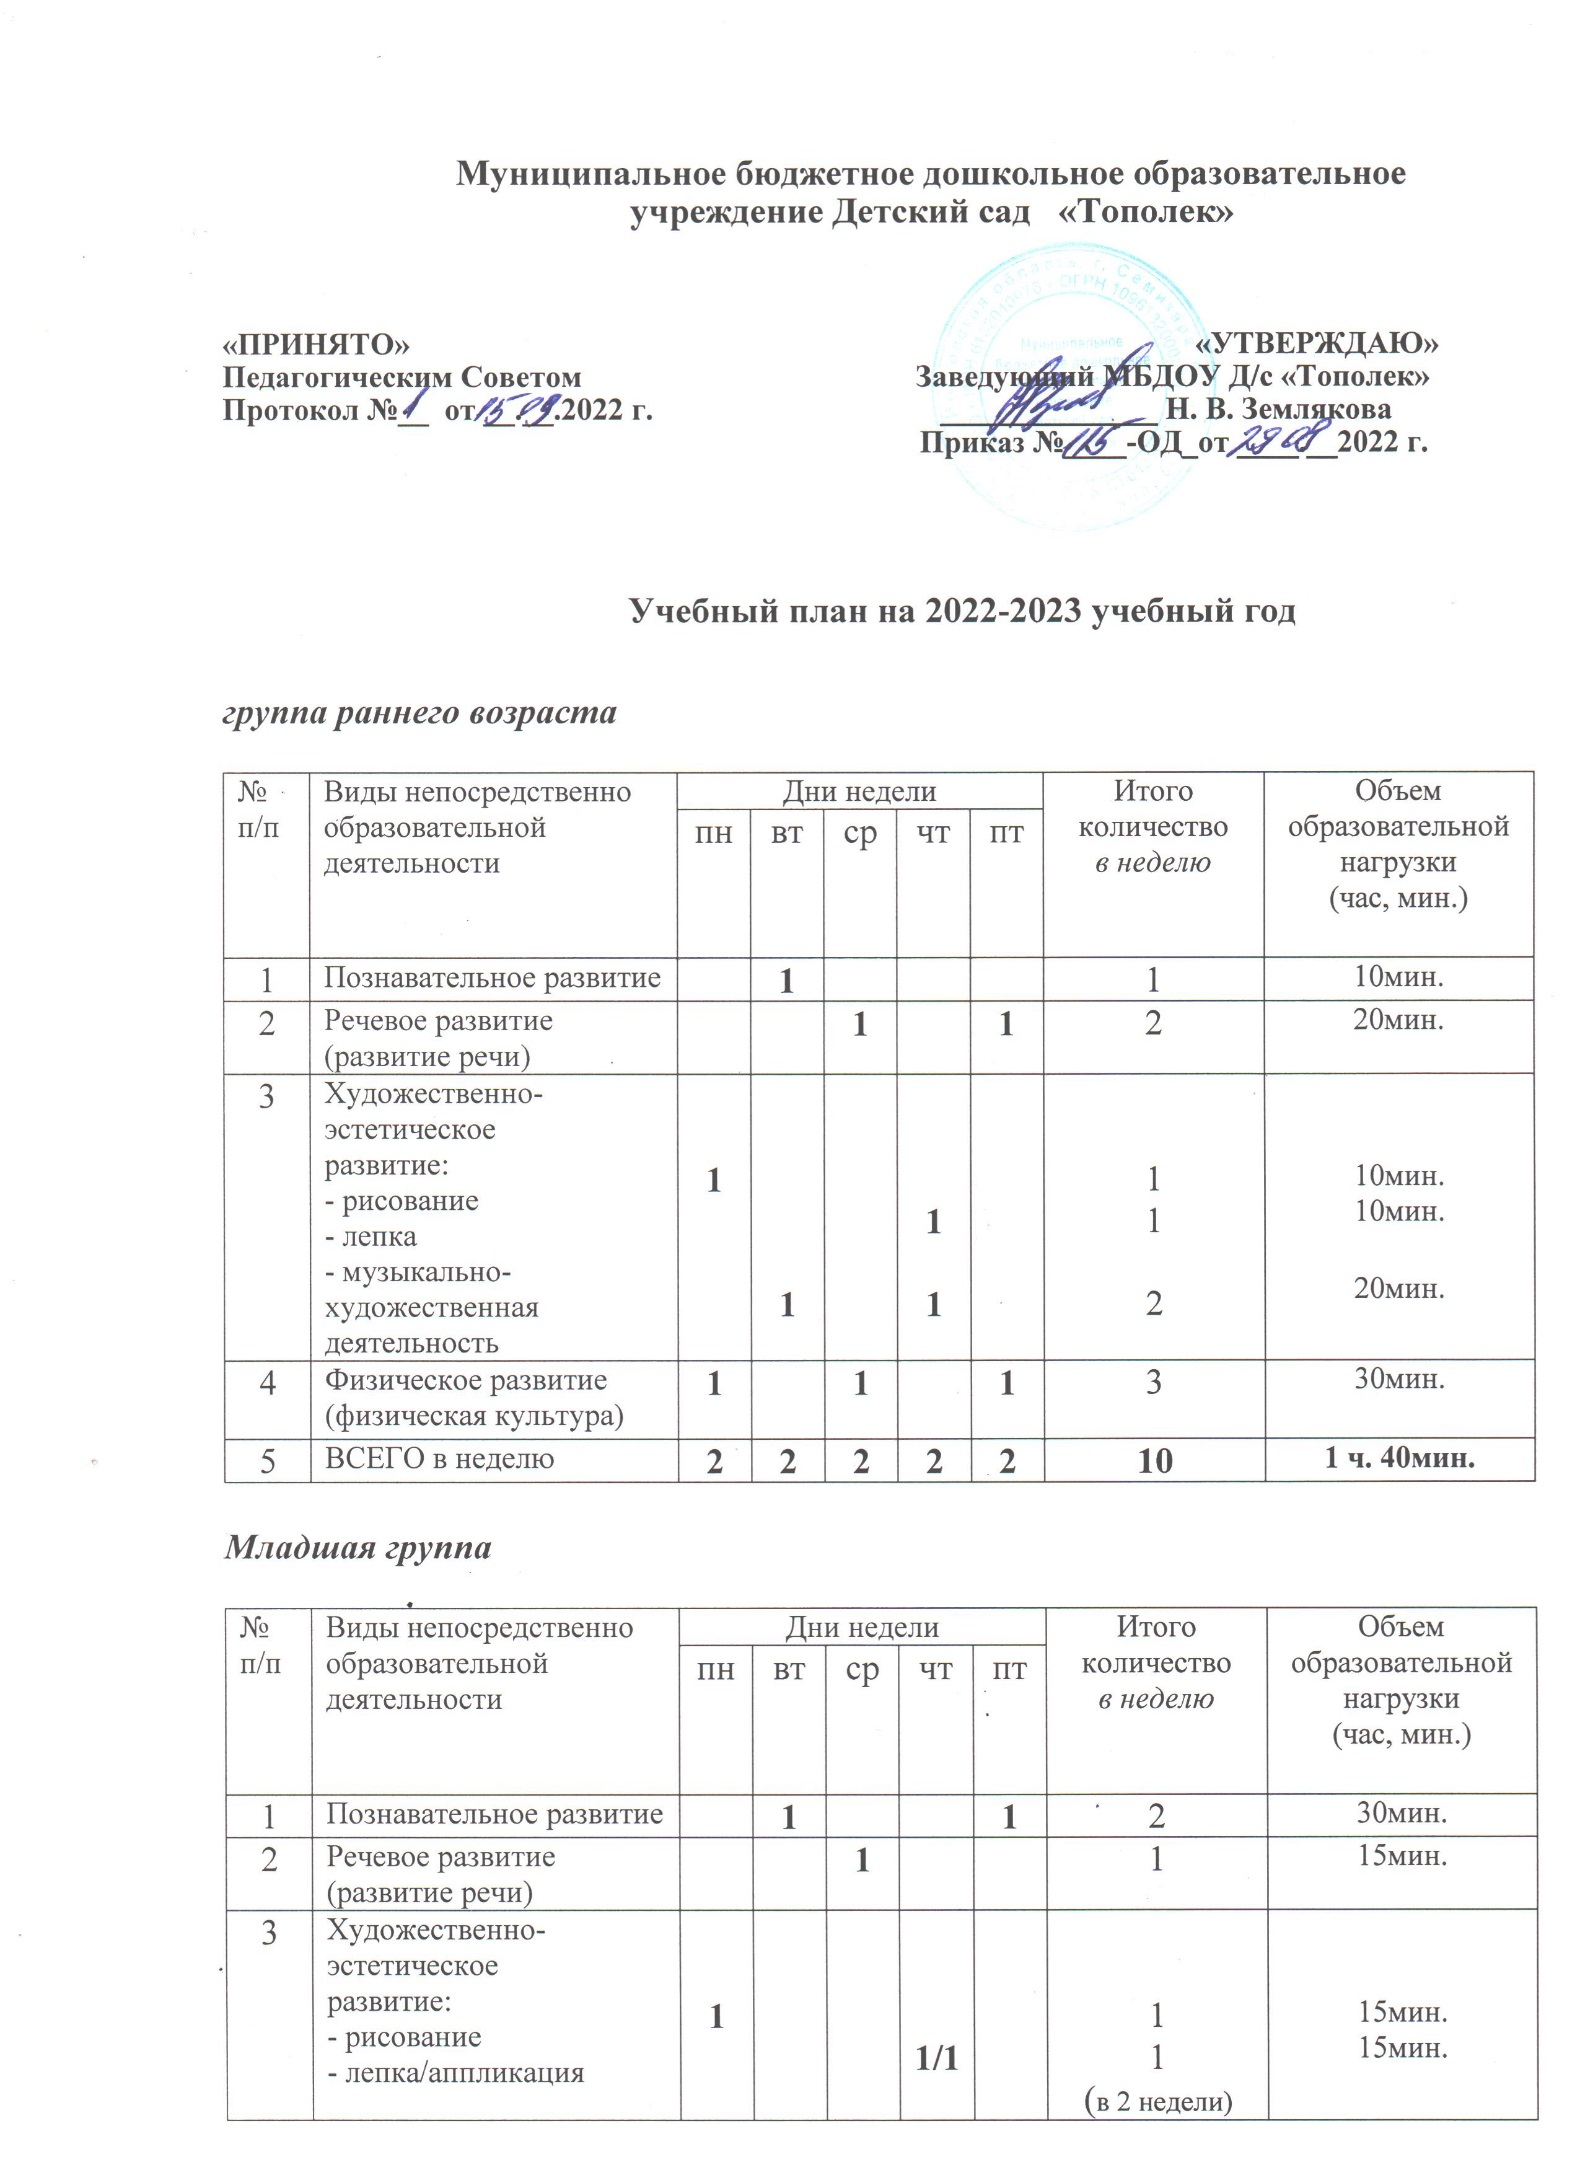 Муниципальное бюджетное дошкольное образовательное
учреждение Детский сад «Тополек»
«ПРИНЯТО» «УТВЕРЖДАЮ»
Педагогическим Советом Заведующий МБДОУ Д/с «Тополек»
Протокол № 1 от 15.09.2022 г. Н. В. Землякова
Приказ № 115-ОД_от 29 08 2022 г.
Муниципальное
Учебный план на 2022-2023 учебный год
группа раннего возраста
№ Виды непосредственно Дни недели Итого Объем
п/п образовательной пн вт ср чт пт количество образовательной
деятельности в неделю нагрузки
(час, мин.)
1 Познавательное развитие 1 1 10мин.
2 Речевое развитие 1 1 2 20мин.
(развитие речи)
3 Художественно-
эстетическое
развитие:
- рисование 1 1 10мин.
- лепка 1 1 10мин.
- музыкально-
художественная 1 1 2 20мин.
деятельность
4 Физическое развитие 1 1 1 3 30мин.
(физическая культура)
5 ВСЕГО в неделю 2 2 2 2 2 10 1 ч. 40мин.
Младшая группа
№ Виды непосредственно Дни недели Итого Объем
п/п образовательной пн вт ср чт пт количество образовательной
деятельности в неделю нагрузки
(час, мин.)
1 Познавательное развитие 1 1 2 30мин.
2 Речевое развитие 1 1 15мин.
(развитие речи)
3 Художественно-
эстетическое
развитие:
- рисование 1 1 15мин.
- лепка/аппликация 1/1 1 15мин.
(в 2 недели)